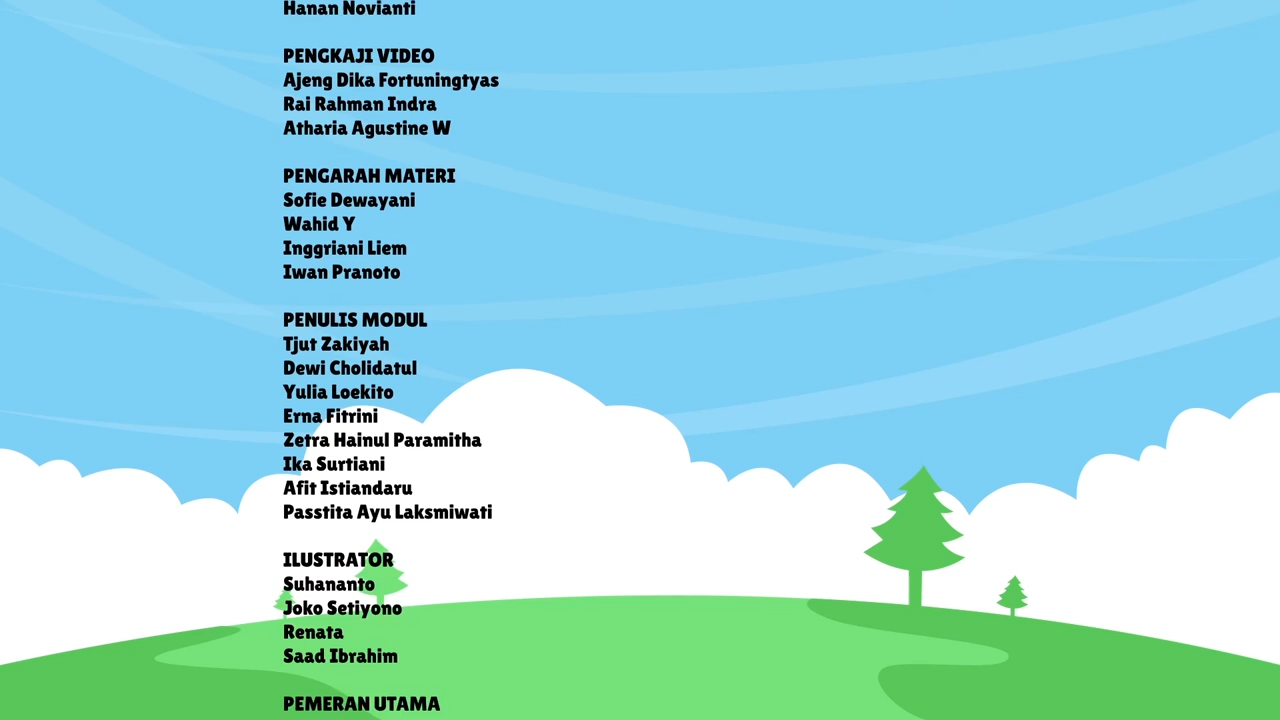 Hanan Novianti
PENGKAJI VIDEO
Ajeng Dika Fortuningtyas
Rai Rahman Indra
Atharia Agustine W
PENGARAH MATERI
Sofie Dewayani
Wahid Y
Inggriani Liem
Iwan Pranoto
PENULIS MODUL
Tjut Zakiyah
Dewi Cholidatul
Yulia Loekito
Erna Fitrini
Zetra Hainul Paramitha
Ika Surtiani
Afit Istiandaru
Passtita Ayu Laksmiwati
ILUSTRATOR
Suhananto
Joko Setiyono
Renata
Saad Ibrahim
PEMERAN UTAMA